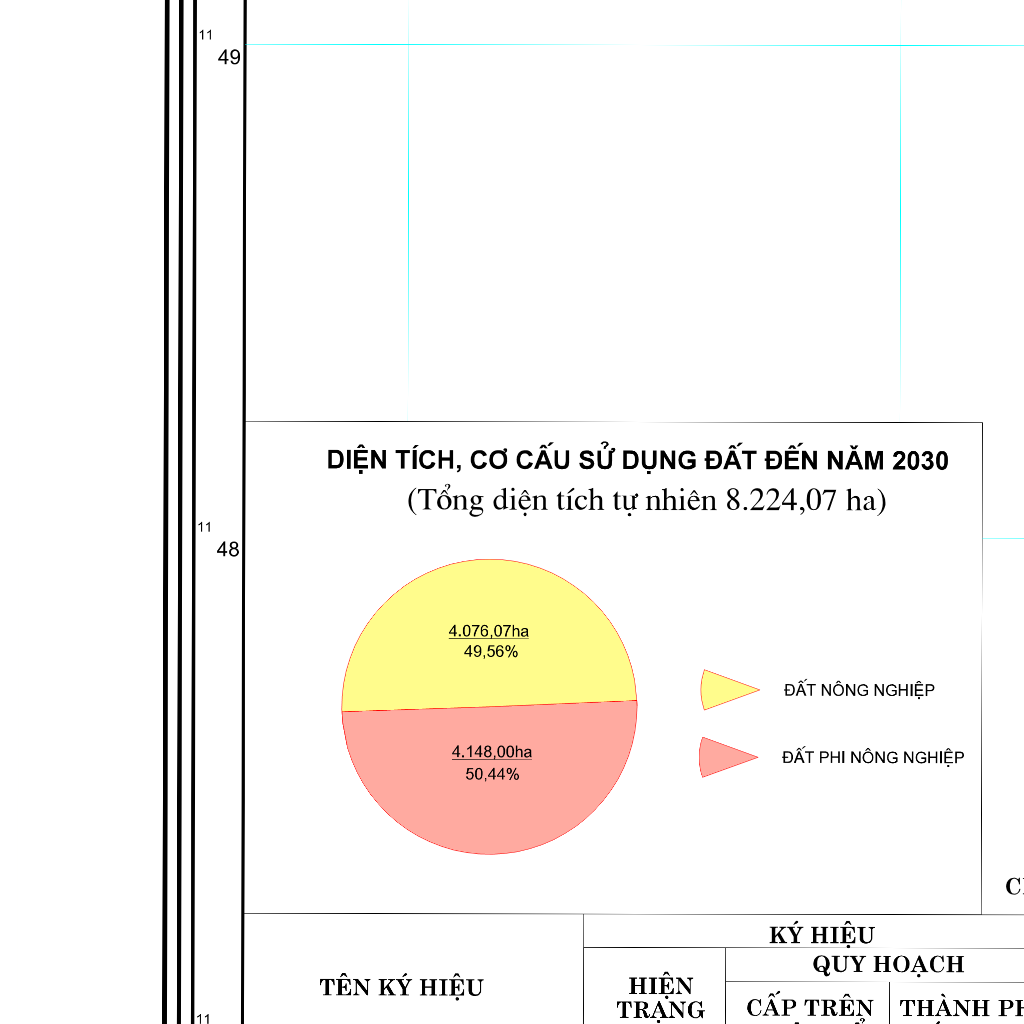 11
49
DIỆN TÍCH, CƠ CẤU SỬ DỤNG ĐẤT ĐẾN NĂM 2030
(Tổng diện tích tự nhiên 8.224,07 ha)
11
48
4.076,07ha
49,56%
ĐẤT NÔNG NGHIỆP
4.148,00ha
50,44%
ĐẤT PHI NÔNG NGHIỆP
KÝ HIỆU
TÊN KÝ HIỆU
HIỆN
TRẠNG
QUY HOẠCH
CẤP TRÊN
THÀNH PH
11